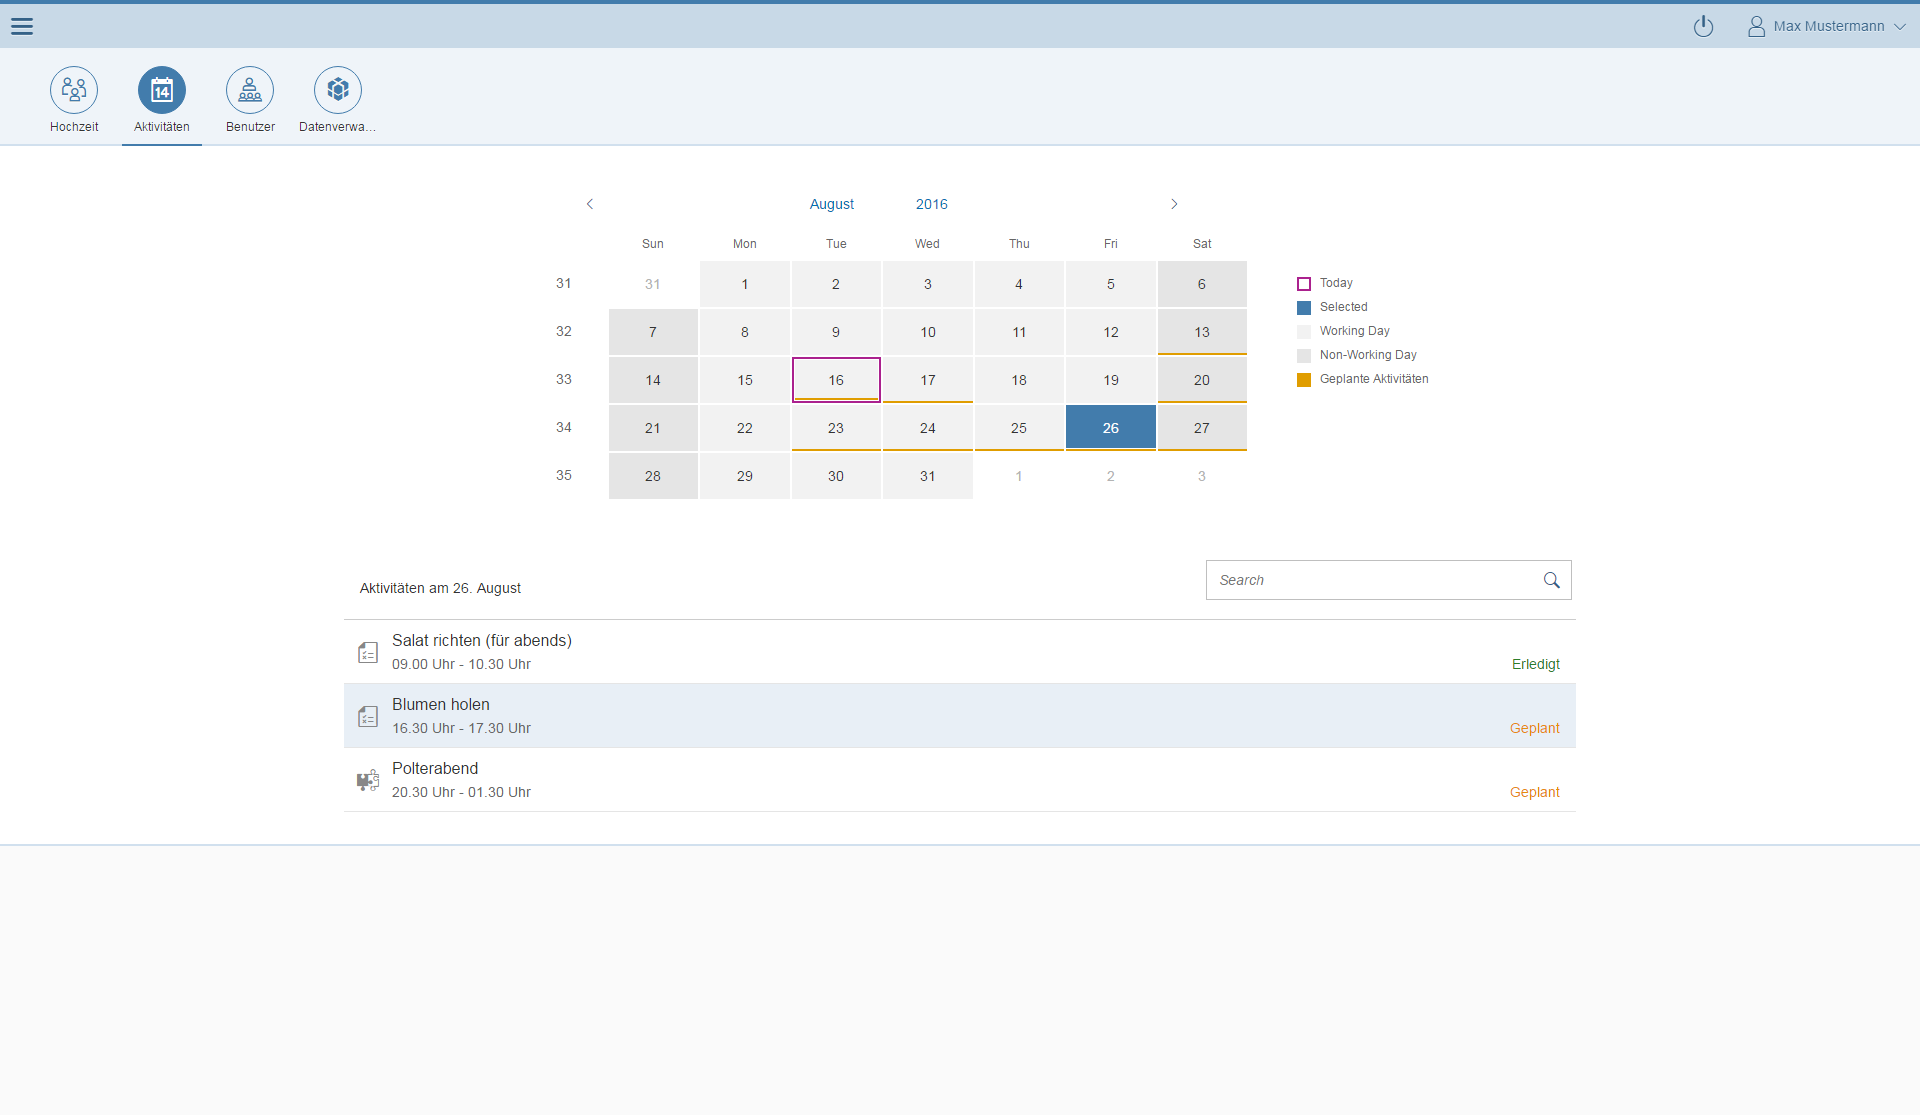 Max Mustermann
Hochzeit
14
Aktivitäten
Benutzer
Datenverwa...
August 2016
Sun Mon Tue Wed Thu Fri Sat
31 31 1 2 3 4 5 6
32 7 8 9 10 11 12 13
33 14 15 16 17 18 19 20
34 21 22 23 24 25 26 27
35 28 29 30 31 1 2 3
Today
Selected
Working Day
Non-Working Day
Geplante Aktivitäten
Aktivitäten am 26. August
Search
Salat richten (für abends)
09.00 Uhr - 10.30 Uhr
Erledigt
Blumen holen
16.30 Uhr - 17.30 Uhr
Geplant
Polterabend
20.30 Uhr - 01.30 Uhr
Geplant